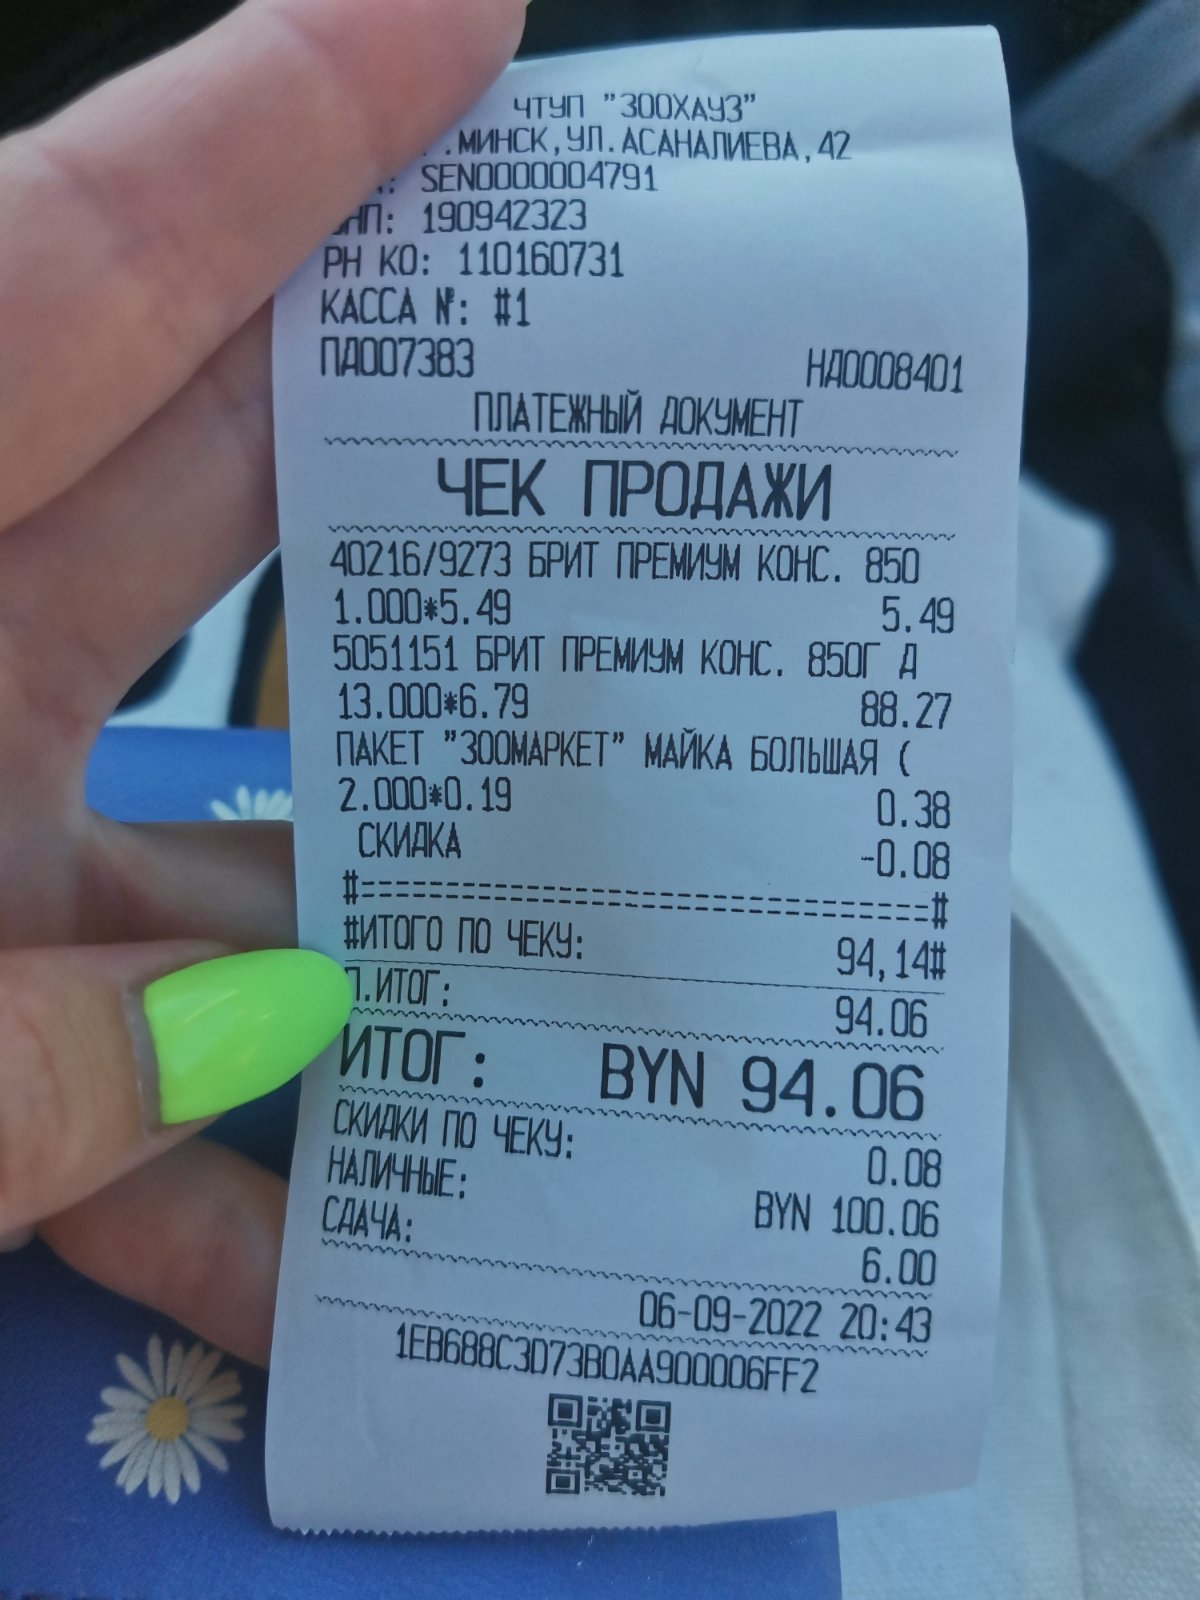 ЧТУП "ЗООХАУЗ"
.МИНСК,УЛ.АСАНАЛИЕВА,42
: SEN0000004791
УНП: 190942323
РН КО: 110160731
КАССА №: #1
ПД007383 НД0008401
ПЛАТЕЖНЫЙ ДОКУМЕНТ
ЧЕК ПРОДАЖИ
40216/9273 БРИТ ПРЕМИУМ КОНС. 850
1.000*5.49 5.49
5051151 БРИТ ПРЕМИУМ КОНС. 850Г Д
13.000*6.79 88.27
ПАКЕТ "ЗООМАРКЕТ" МАЙКА БОЛЬШАЯ (
2.000*0.19 0.38
СКИДКА -0.08
#================================#
#ИТОГО ПО ЧЕКУ: 94,14#
П.ИТОГ: 94.06
ИТОГ: BYN 94.06
СКИДКИ ПО ЧЕКУ: 0.08
НАЛИЧНЫЕ: BYN 100.06
СДАЧА: 6.00
06-09-2022 20:43
1EB688C3D73B0AA900006FF2